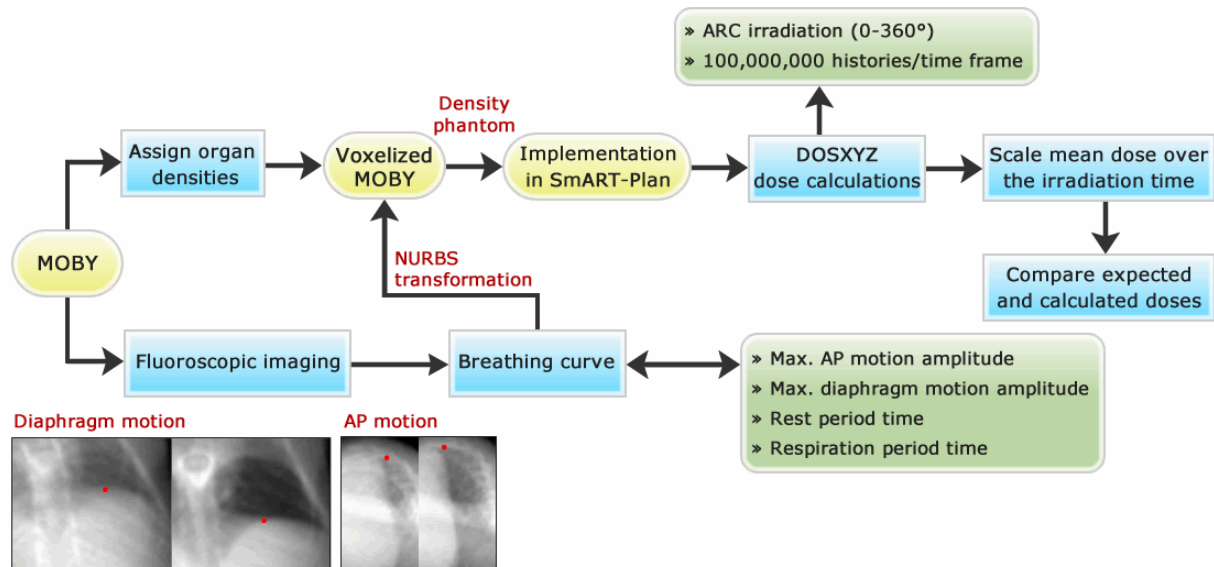 » ARC irradiation (0-360°)
» 100,000,000 histories/time frame
Density
phantom
Assign organ
densities
Voxelized
MOBY
Implementation
in SmART-Plan
DOSXYZ
dose calculations
Scale mean dose over
the irradiation time
MOBY
NURBS
transformation
Compare expected
and calculated doses
Fluoroscopic imaging
Breathing curve
» Max. AP motion amplitude
» Max. diaphragm motion amplitude
» Rest period time
» Respiration period time
Diaphragm motion
AP motion